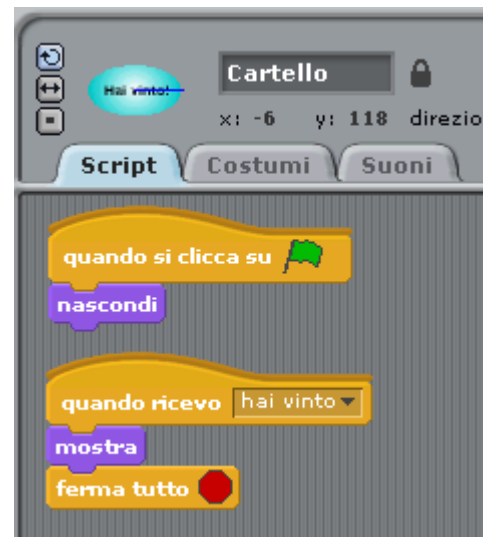 Cartello
Hai vinto!
x: -6 y: 118 direzio
Script Costumi Suoni
quando si clicca su
nascondi
quando ricevo hai vinto
mostra
ferma tutto